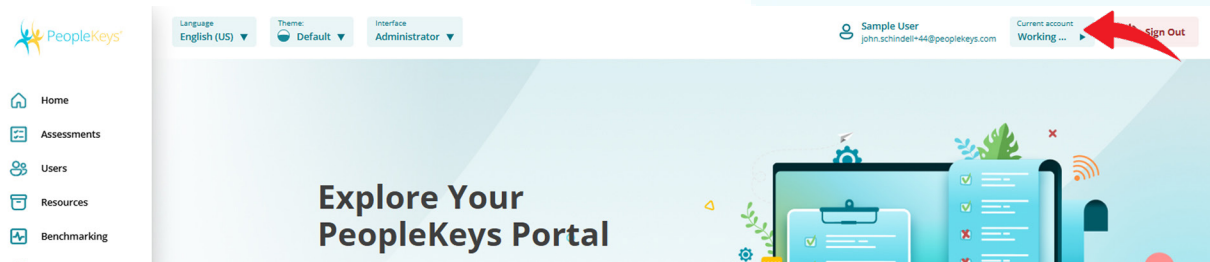 PeopleKeys®
Language
English (US)
Theme:
Default
Interface
Administrator
Sample User
john.schindell+44@peoplekeys.com
Current account
Working ...
Sign Out
Home
Assessments
Users
Resources
Benchmarking
Explore Your
PeopleKeys Portal